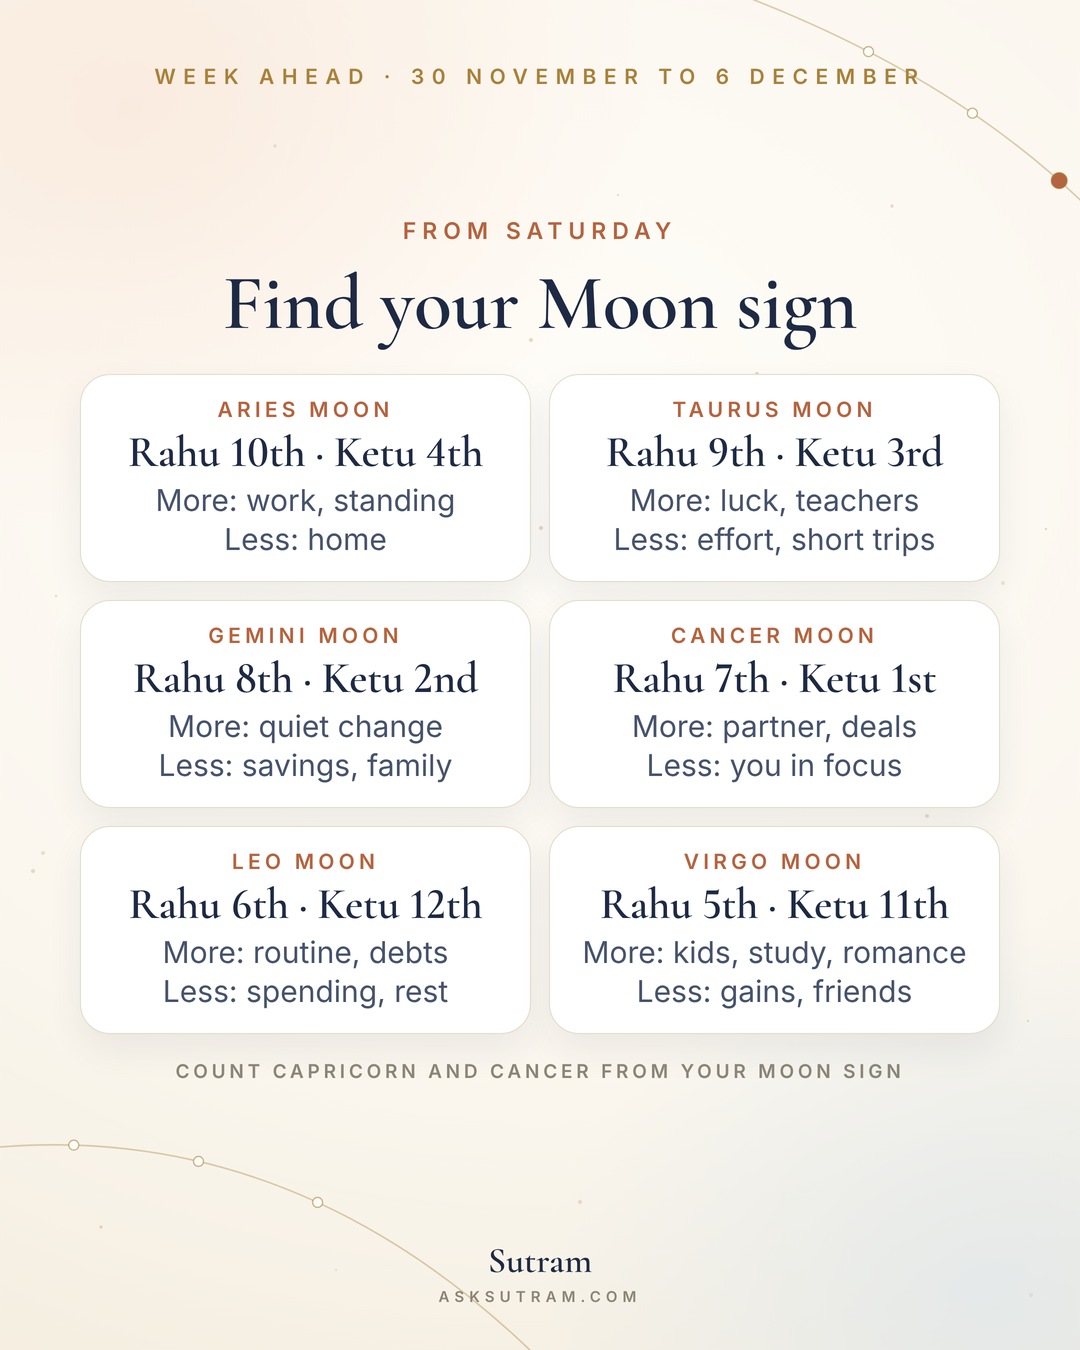 WEEK AHEAD · 30 NOVEMBER TO 6 DECEMBER
FROM SATURDAY
Find your Moon sign
ARIES MOON
Rahu 10th · Ketu 4th
More: work, standing
Less: home
TAURUS MOON
Rahu 9th · Ketu 3rd
More: luck, teachers
Less: effort, short trips
GEMINI MOON
Rahu 8th · Ketu 2nd
More: quiet change
Less: savings, family
CANCER MOON
Rahu 7th · Ketu 1st
More: partner, deals
Less: you in focus
LEO MOON
Rahu 6th · Ketu 12th
More: routine, debts
Less: spending, rest
VIRGO MOON
Rahu 5th · Ketu 11th
More: kids, study, romance
Less: gains, friends
COUNT CAPRICORN AND CANCER FROM YOUR MOON SIGN
Sutram
ASKSUTRAM.COM